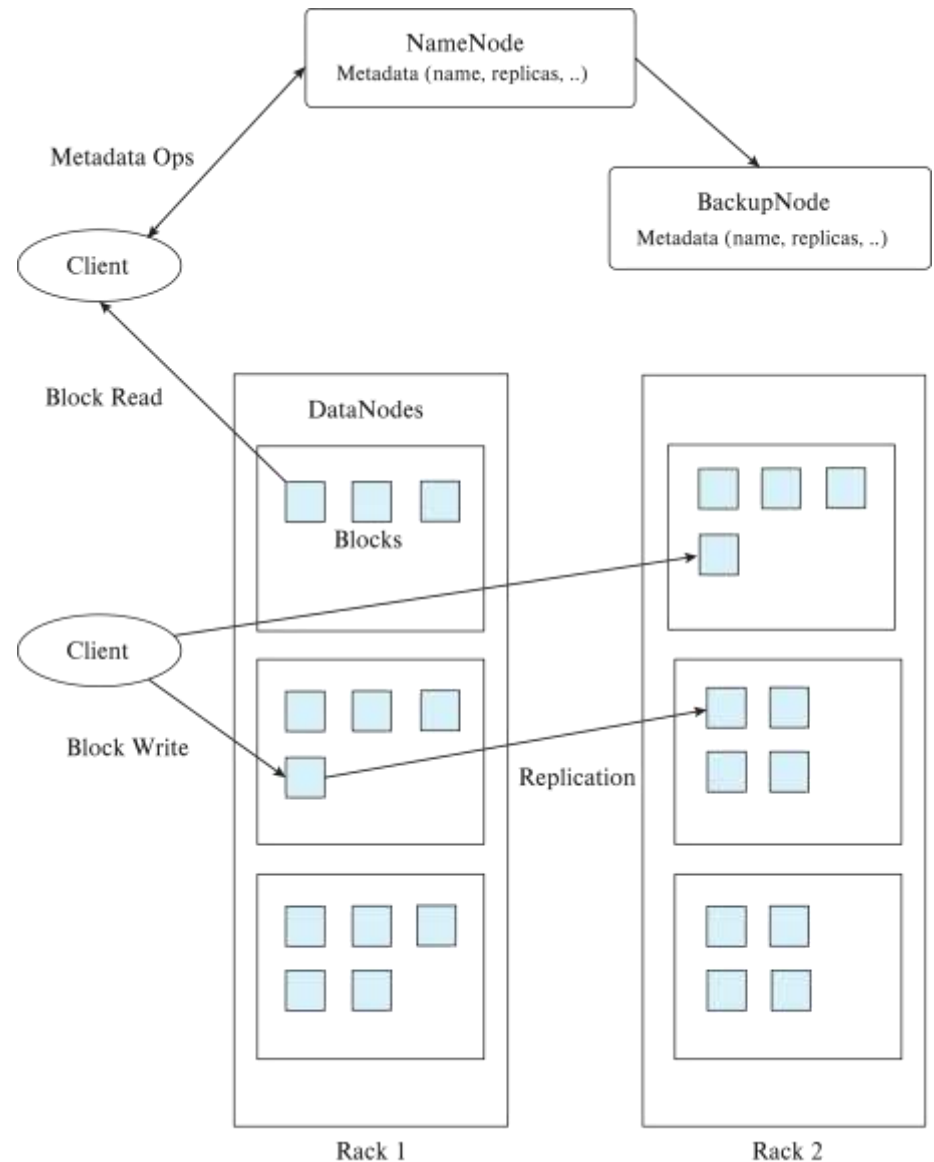 NameNode
Metadata (name, replicas, ..)
Metadata Ops
BackupNode
Metadata (name, replicas, ..)
Client
Block Read
DataNodes
Blocks
Client
Block Write
Replication
Rack 1
Rack 2